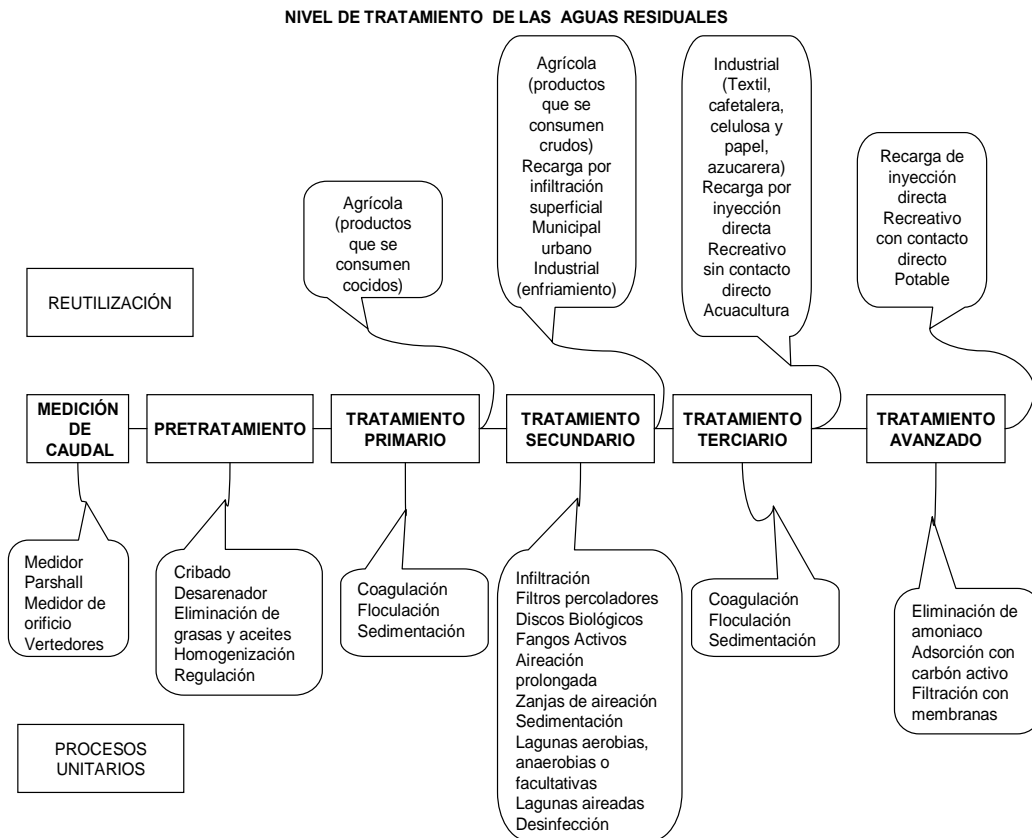 NIVEL DE TRATAMIENTO DE LAS AGUAS RESIDUALES
Agrícola
(productos
que se
consumen
cocidos)
Agrícola
(productos
que se
consumen
crudos)
Recarga por
infiltración
superficial
Municipal
urbano
Industrial
(enfriamiento)
Industrial
(Textil,
cafetalera,
celulosa y
papel,
azucarera)
Recarga por
inyección
directa
Recreativo
sin contacto
directo
Acuacultura
Recarga de
inyección
directa
Recreativo
con contacto
directo
Potable
REUTILIZACIÓN
MEDICIÓN
DE
CAUDAL
PRETRATAMIENTO
TRATAMIENTO
PRIMARIO
TRATAMIENTO
SECUNDARIO
TRATAMIENTO
TERCIARIO
TRATAMIENTO
AVANZADO
Medidor
Parshall
Medidor de
orificio
Vertedores
Cribado
Desarenador
Eliminación de
grasas y aceites
Homogenización
Regulación
Coagulación
Floculación
Sedimentación
Infiltración
Filtros percoladores
Discos Biológicos
Fangos Activos
Aireación
prolongada
Zanjas de aireación
Sedimentación
Lagunas aerobias,
anaerobias o
facultativas
Lagunas aireadas
Desinfección
Coagulación
Floculación
Sedimentación
Eliminación de
amoniaco
Adsorción con
carbón activo
Filtración con
membranas
PROCESOS
UNITARIOS